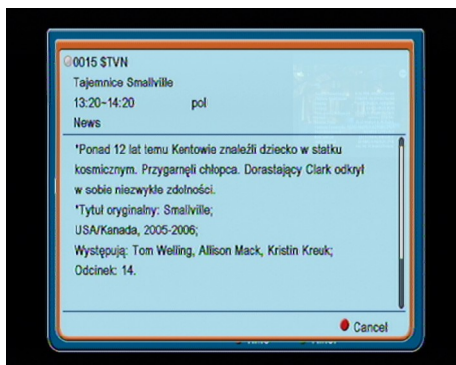 0015 $TVN
Tajemnice Smallville
13:20~14:20 pol
News
"Ponad 12 lat temu Kentowie znaleźli dziecko w statku
kosmicznym. Przygarnęli chłopca. Dorastający Clark odkrył
w sobie niezwykłe zdolności.
"Tytuł oryginalny: Smallville;
USA/Kanada, 2005-2006;
Występują: Tom Welling, Allison Mack, Kristin Kreuk;
Odcinek: 14.
Cancel